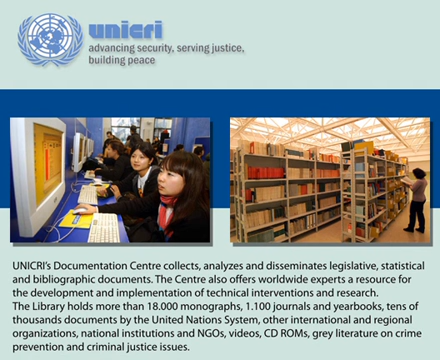 unicri
advancing security, serving justice,
building peace
UNICRI's Documentation Centre collects, analyzes and disseminates legislative, statistical
and bibliographic documents. The Centre also offers worldwide experts a resource for
the development and implementation of technical interventions and research.
The Library holds more than 18.000 monographs, 1.100 journals and yearbooks, tens of
thousands documents by the United Nations System, other international and regional
organizations, national institutions and NGOs, videos, CD ROMs, grey literature on crime
prevention and criminal justice issues.